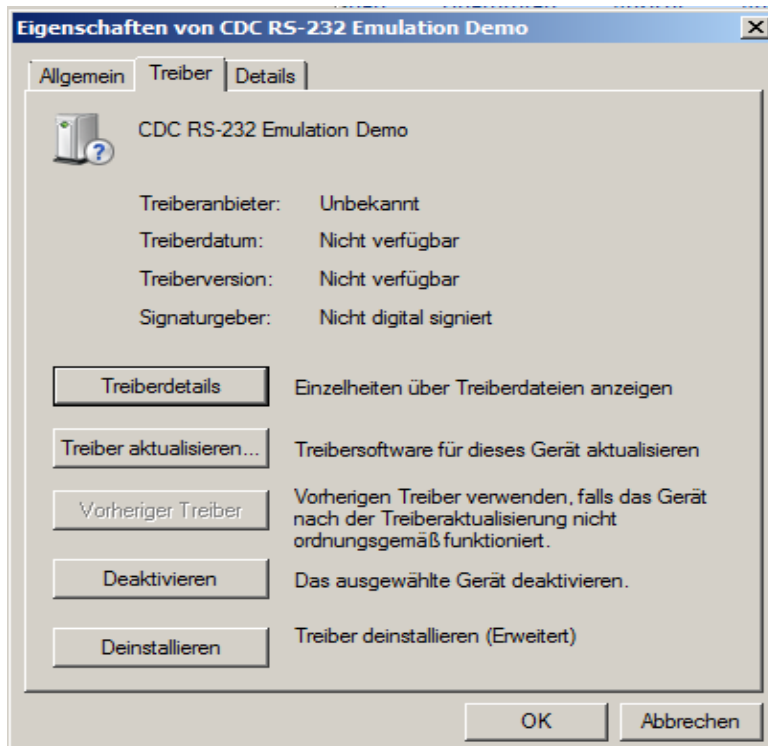 Eigenschaften von CDC RS-232 Emulation Demo
Allgemein Treiber Details
CDC RS-232 Emulation Demo
Treiberanbieter: Unbekannt
Treiberdatum: Nicht verfügbar
Treiberversion: Nicht verfügbar
Signaturgeber: Nicht digital signiert
Treiberdetails Einzelheiten über Treiberdateien anzeigen
Treiber aktualisieren... Treibersoftware für dieses Gerät aktualisieren
Vorheriger Treiber Vorherigen Treiber verwenden, falls das Gerät
nach der Treiberaktualisierung nicht
ordnungsgemäß funktioniert.
Deaktivieren Das ausgewählte Gerät deaktivieren.
Deinstallieren Treiber deinstallieren (Erweitert)
OK Abbrechen